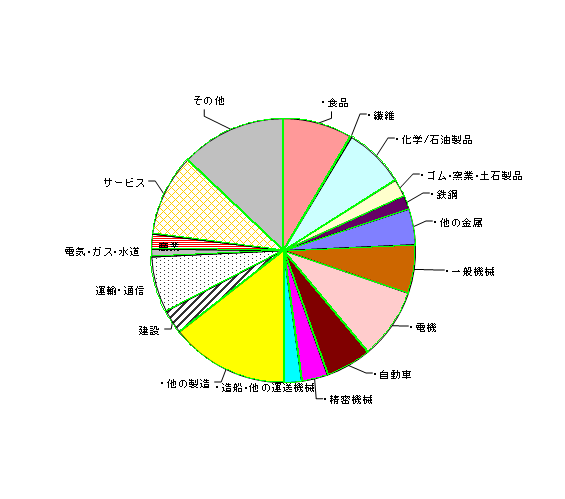 その他
・食品
・繊維
・化学/石油製品
サービス
・ゴム・窯業・土石製品
・鉄鋼
・他の金属
電気・ガス・水道
・一般機械
運輸・通信
・電機
建設
・自動車
・他の製造
・造船・他の運送機械
・精密機械